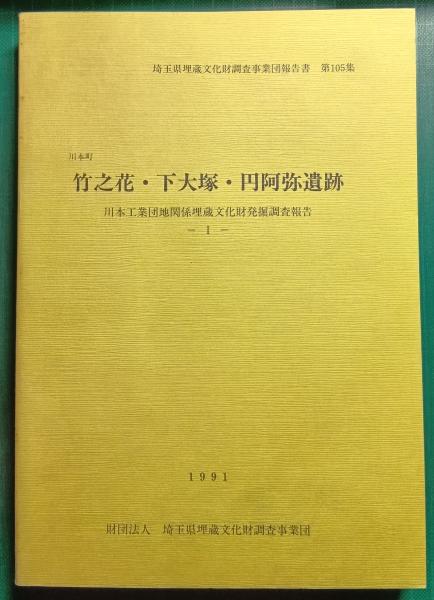 埼玉県埋蔵文化財調査事業団報告書 第105集
川本町
竹之花・下大塚・円阿弥遺跡
川本工業団地関係埋蔵文化財発掘調査報告
－I－
1991
財団法人 埼玉県埋蔵文化財調査事業団